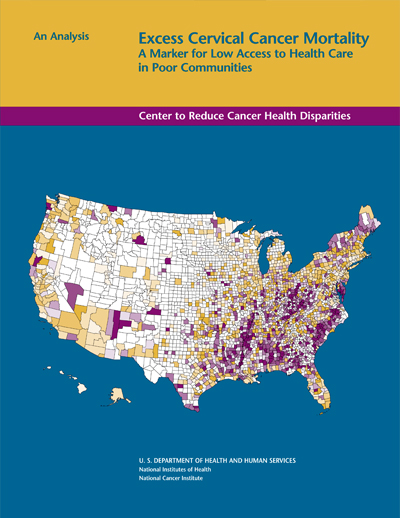 An Analysis
Excess Cervical Cancer Mortality
A Marker for Low Access to Health Care
in Poor Communities
Center to Reduce Cancer Health Disparities
U. S. DEPARTMENT OF HEALTH AND HUMAN SERVICES
National Institutes of Health
National Cancer Institute